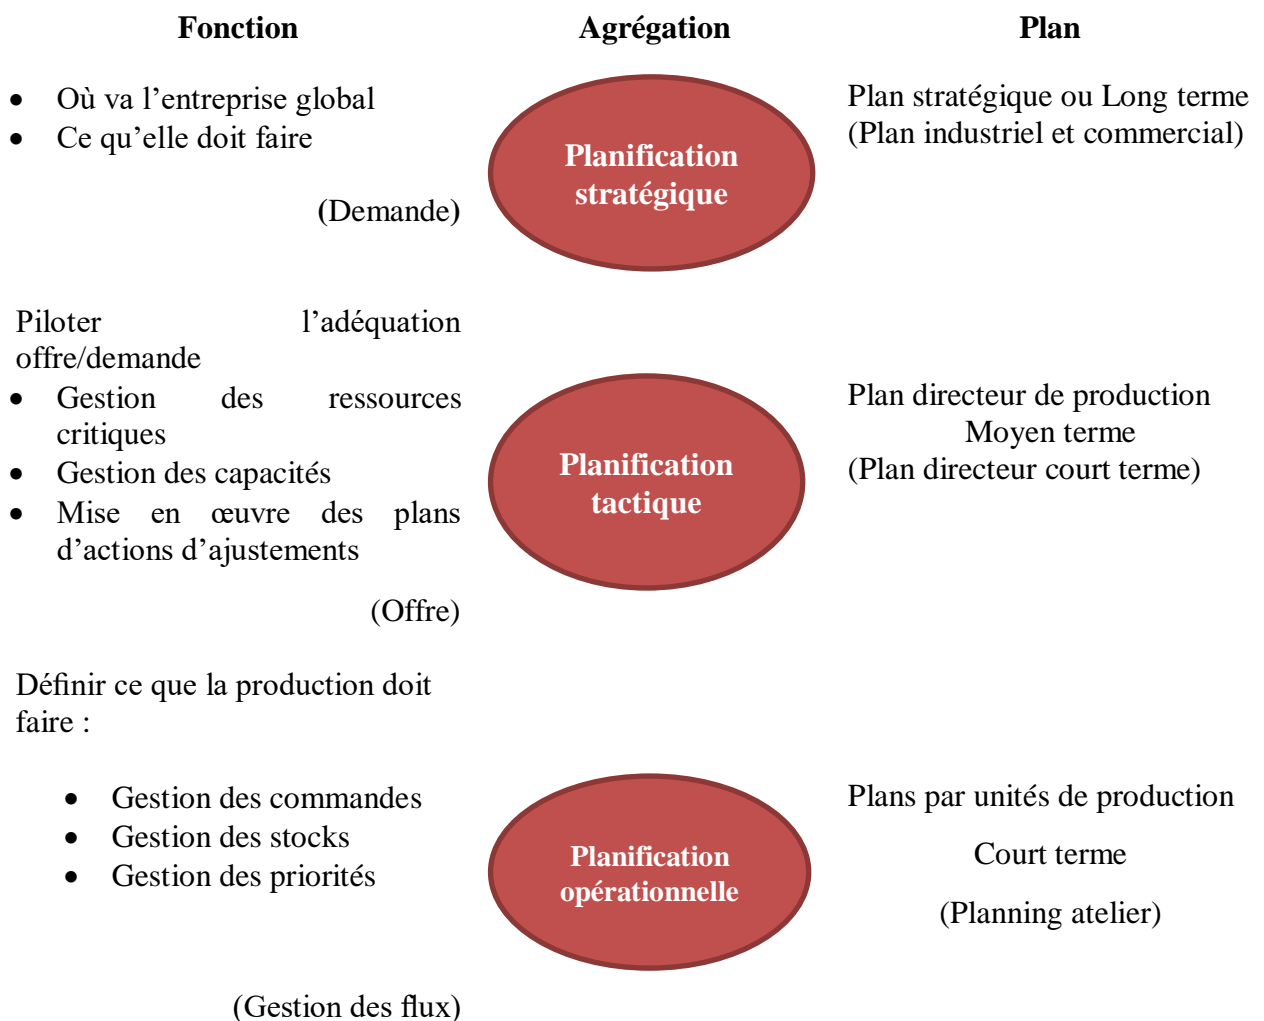 Fonction Agrégation Plan
• Où va l’entreprise global
• Ce qu’elle doit faire
(Demande)
Planification
stratégique
Plan stratégique ou Long terme
(Plan industriel et commercial)
Piloter l’adéquation
offre/demande
• Gestion des ressources
critiques
• Gestion des capacités
• Mise en œuvre des plans
d’actions d’ajustements
(Offre)
Planification
tactique
Plan directeur de production
Moyen terme
(Plan directeur court terme)
Définir ce que la production doit
faire :
• Gestion des commandes
• Gestion des stocks
• Gestion des priorités
(Gestion des flux)
Planification
opérationnelle
Plans par unités de production
Court terme
(Planning atelier)